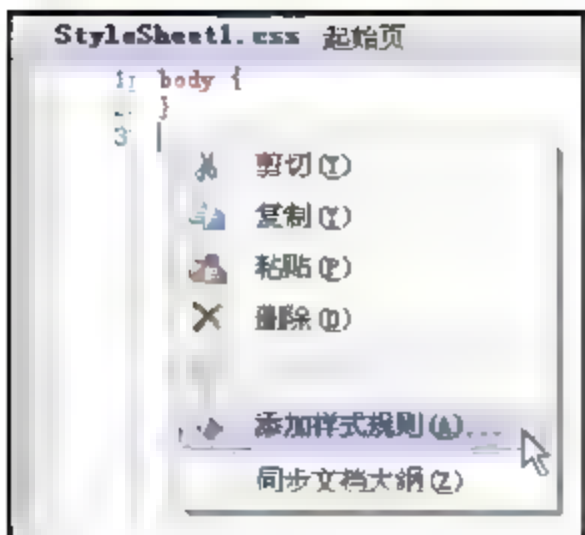 StyleSheet1.css 起始页
1 body {
}
3
剪切(T)
复制(Y)
粘贴(P)
删除(D)
添加样式规则(A)...
同步文档大纲(Z)